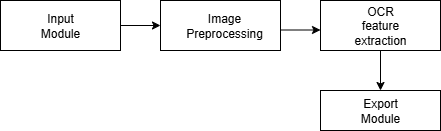 Input
Module
Image
Preprocessing
OCR
feature
extraction
Export
Module